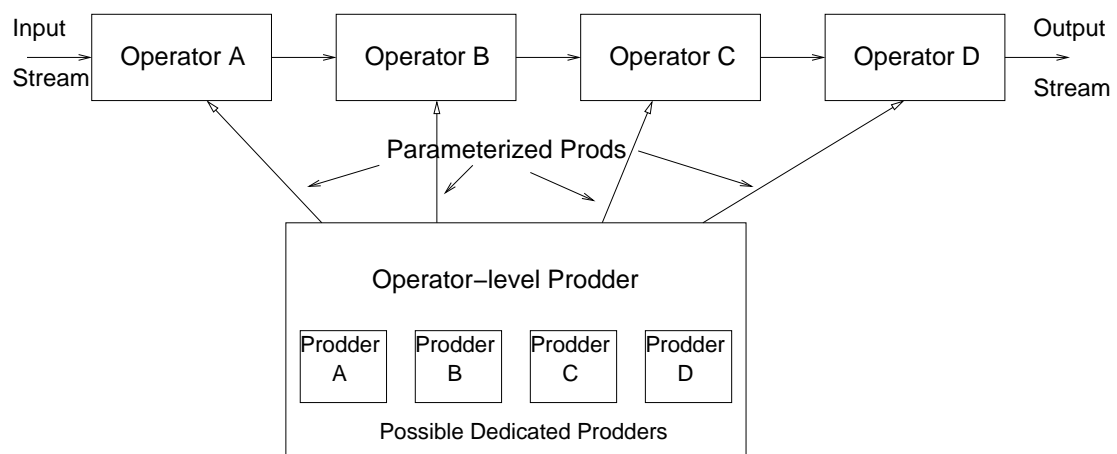 Input
Stream
Operator A
Operator B
Operator C
Operator D
Output
Stream
Parameterized Prods
Operator-level Prodder
Prodder
A
Prodder
B
Prodder
C
Prodder
D
Possible Dedicated Prodders